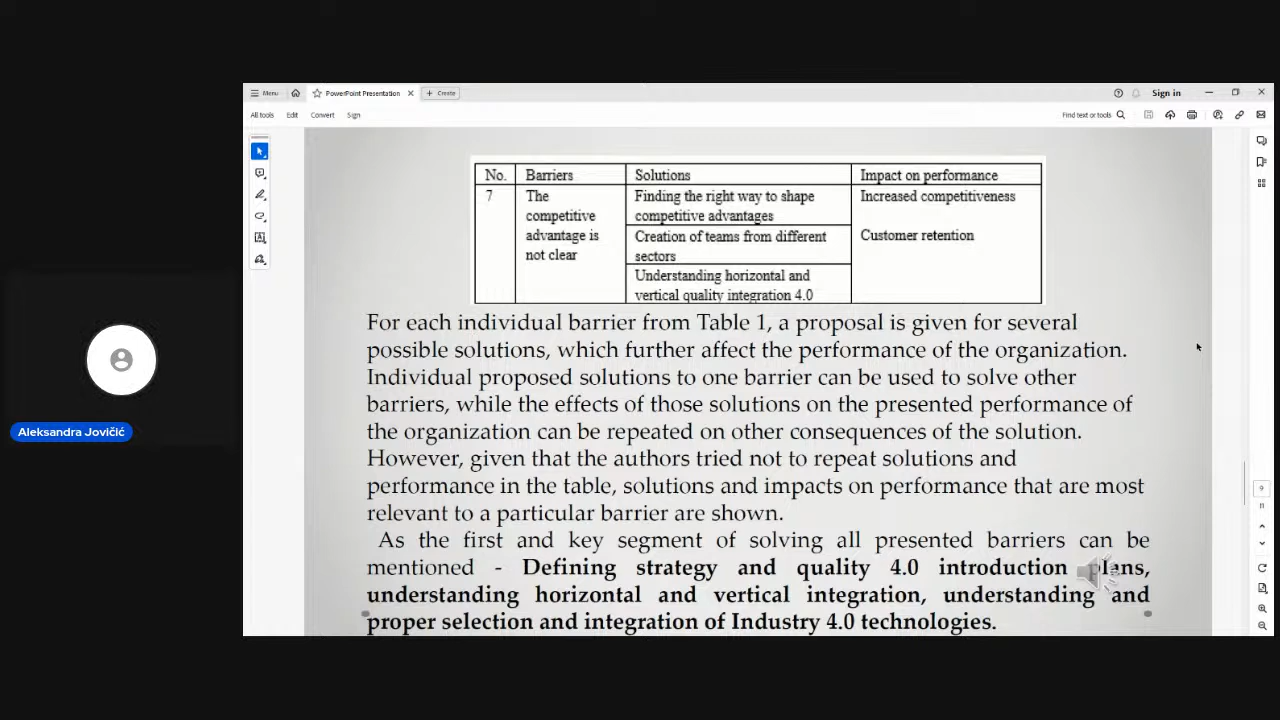 Menu
PowerPoint Presentation
Create
Sign in
All tools Edit Convert Sign
Find text or tools
No. Barriers Solutions Impact on performance
7 The competitive advantage is not clear
Finding the right way to shape
competitive advantages
Creation of teams from different
sectors
Understanding horizontal and
vertical quality integration 4.0
Increased competitiveness
Customer retention
For each individual barrier from Table 1, a proposal is given for several
possible solutions, which further affect the performance of the organization.
Individual proposed solutions to one barrier can be used to solve other
barriers, while the effects of those solutions on the presented performance of
the organization can be repeated on other consequences of the solution.
However, given that the authors tried not to repeat solutions and
performance in the table, solutions and impacts on performance that are most
relevant to a particular barrier are shown.
As the first and key segment of solving all presented barriers can be
mentioned - Defining strategy and quality 4.0 introduction plans,
understanding horizontal and vertical integration, understanding and
proper selection and integration of Industry 4.0 technologies.
Aleksandra Jovičić
9
11